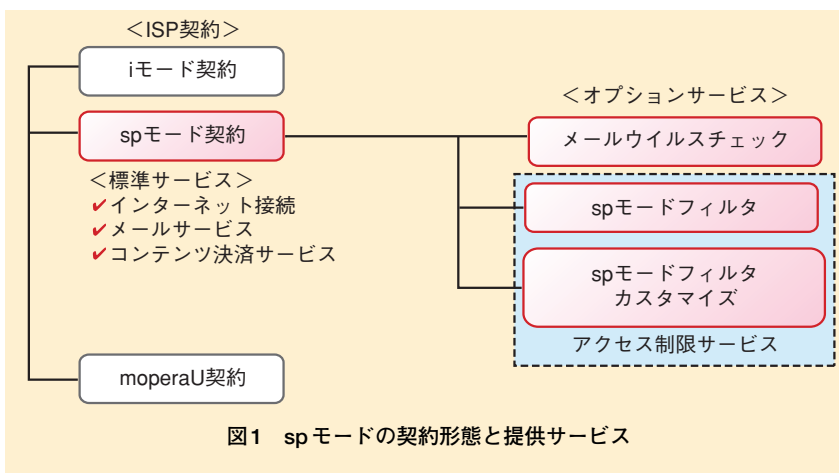 ＜ISP契約＞
iモード契約
spモード契約
＜標準サービス＞
✔インターネット接続
✔メールサービス
✔コンテンツ決済サービス
moperaU契約
＜オプションサービス＞
メールウイルスチェック
spモードフィルタ
spモードフィルタ
カスタマイズ
アクセス制限サービス
図1 spモードの契約形態と提供サービス